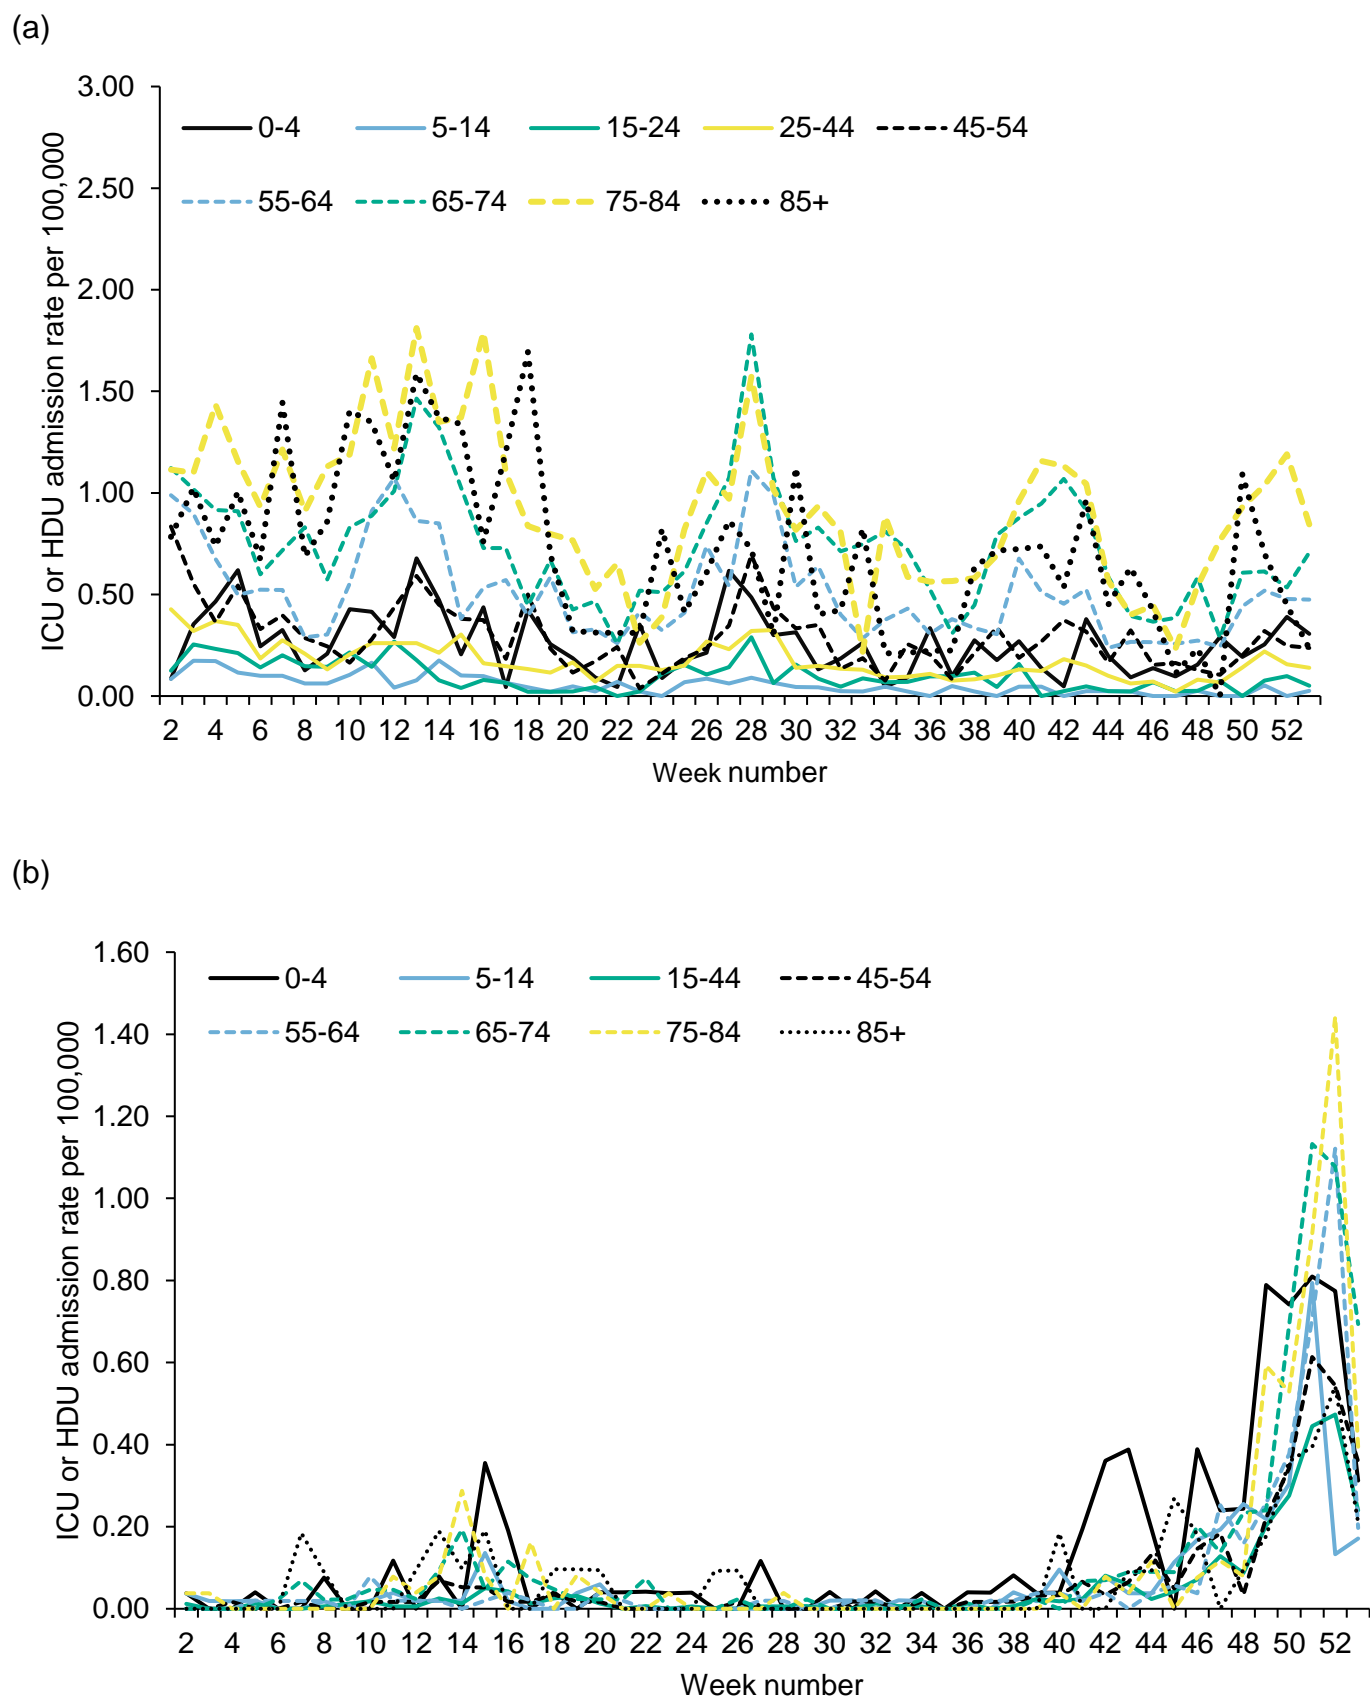 (a)
ICU or HDU admission rate per 100,000
3.00
2.50
2.00
1.50
1.00
0.50
0.00
0-4 5-14 15-24 25-44 45-54
55-64 65-74 75-84 85+
2 4 6 8 10 12 14 16 18 20 22 24 26 28 30 32 34 36 38 40 42 44 46 48 50 52
Week number
(b)
ICU or HDU admission rate per 100,000
1.60
1.40
1.20
1.00
0.80
0.60
0.40
0.20
0.00
0-4 5-14 15-44 45-54
55-64 65-74 75-84 85+
2 4 6 8 10 12 14 16 18 20 22 24 26 28 30 32 34 36 38 40 42 44 46 48 50 52
Week number